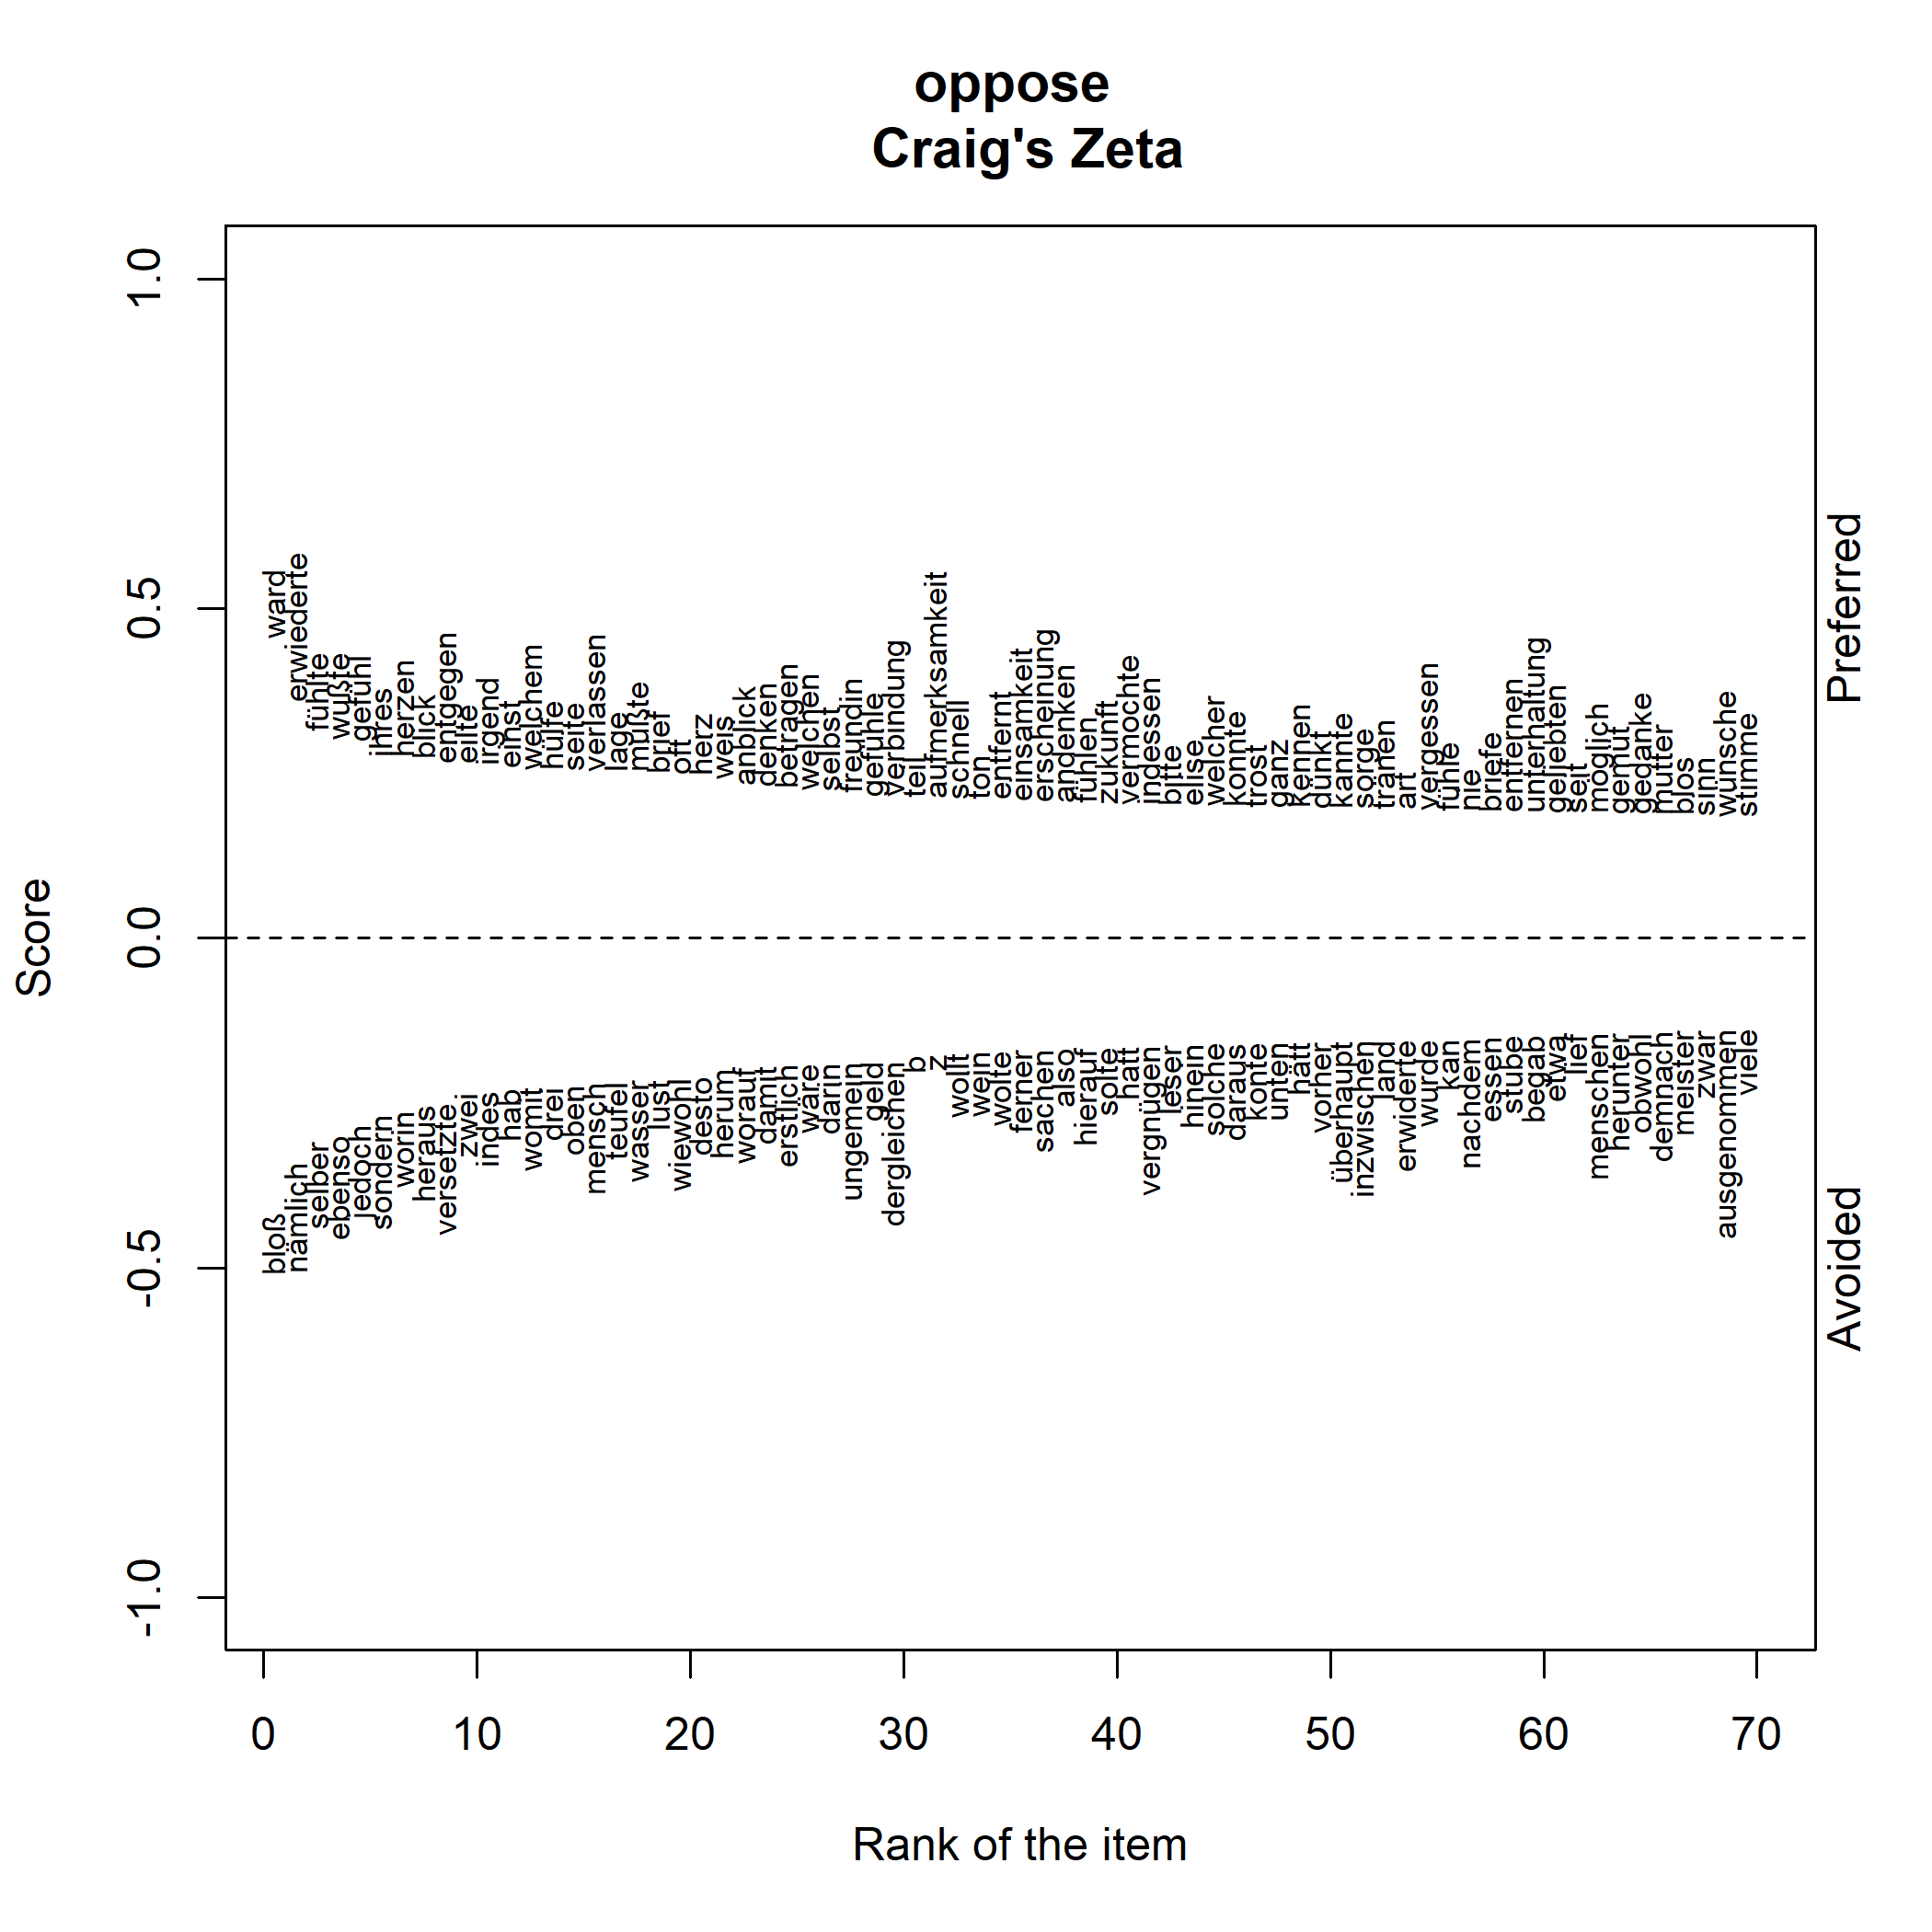 oppose
Craig's Zeta
Score
1.0
0.5
0.0
-0.5
-1.0
Preferred
Avoided
ward
erwiederte
fühlte
wußte
gefühl
ihres
herzen
blick
entgegen
eilte
irgend
einst
welchem
hülfe
seite
verlassen
lage
mußte
brief
oft
herz
weis
anblick
denken
betragen
welchen
selbst
freundin
gefühle
verbindung
teil
aufmerksamkeit
schnell
ton
entfernt
einsamkeit
erscheinung
andenken
fühlen
zukunft
vermochte
indessen
bitte
elise
welcher
konnte
trost
ganz
kennen
dünkt
kannte
sorge
tränen
art
vergessen
fühle
nie
briefe
entfernen
unterhaltung
geliebten
seit
möglich
gemüt
gedanke
mutter
blos
sinn
wünsche
stimme
bloß
nämlich
selber
ebenso
jedoch
sondern
worin
heraus
versetzte
zwei
indes
hab
womit
drei
oben
mensch
teufel
wasser
lust
wiewohl
desto
herum
worauf
damit
erstlich
wäre
darin
ungemein
geld
dergleichen
b
z
wollt
wein
wolte
ferner
sachen
also
hierauf
solte
hatt
vergnügen
leser
hinein
solche
daraus
konte
unten
hätt
vorher
überhaupt
inzwischen
land
erwiderte
wurde
kan
nachdem
essen
stube
begab
etwa
lief
menschen
herunter
obwohl
demnach
meister
zwar
ausgenommen
viele
0 10 20 30 40 50 60 70
Rank of the item